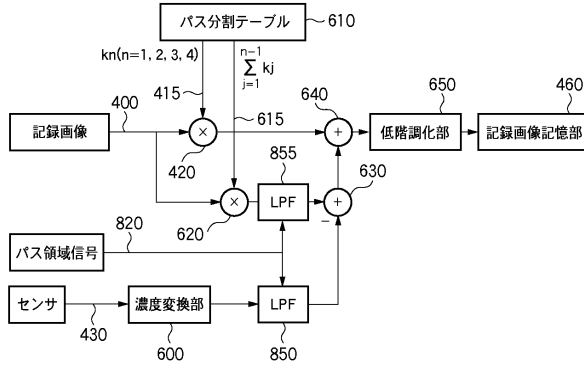 パス分割テーブル
610
kn(n=1, 2, 3, 4)
n−1
Σ kj
j=1
415
615
400
記録画像
×
420
640
+
650
低階調化部
460
記録画像記憶部
855
630
×
620
LPF
+
−
820
パス領域信号
センサ
430
濃度変換部
600
LPF
850